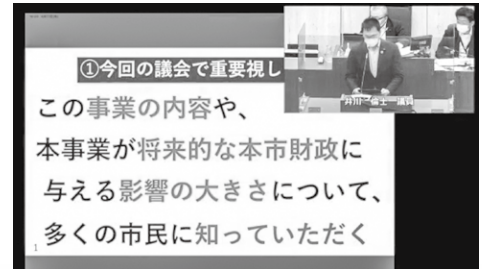 ①今回の議会で重要視し
この事業の内容や、
本事業が将来的な本市財政に
与える影響の大きさについて、
多くの市民に知っていただく
1